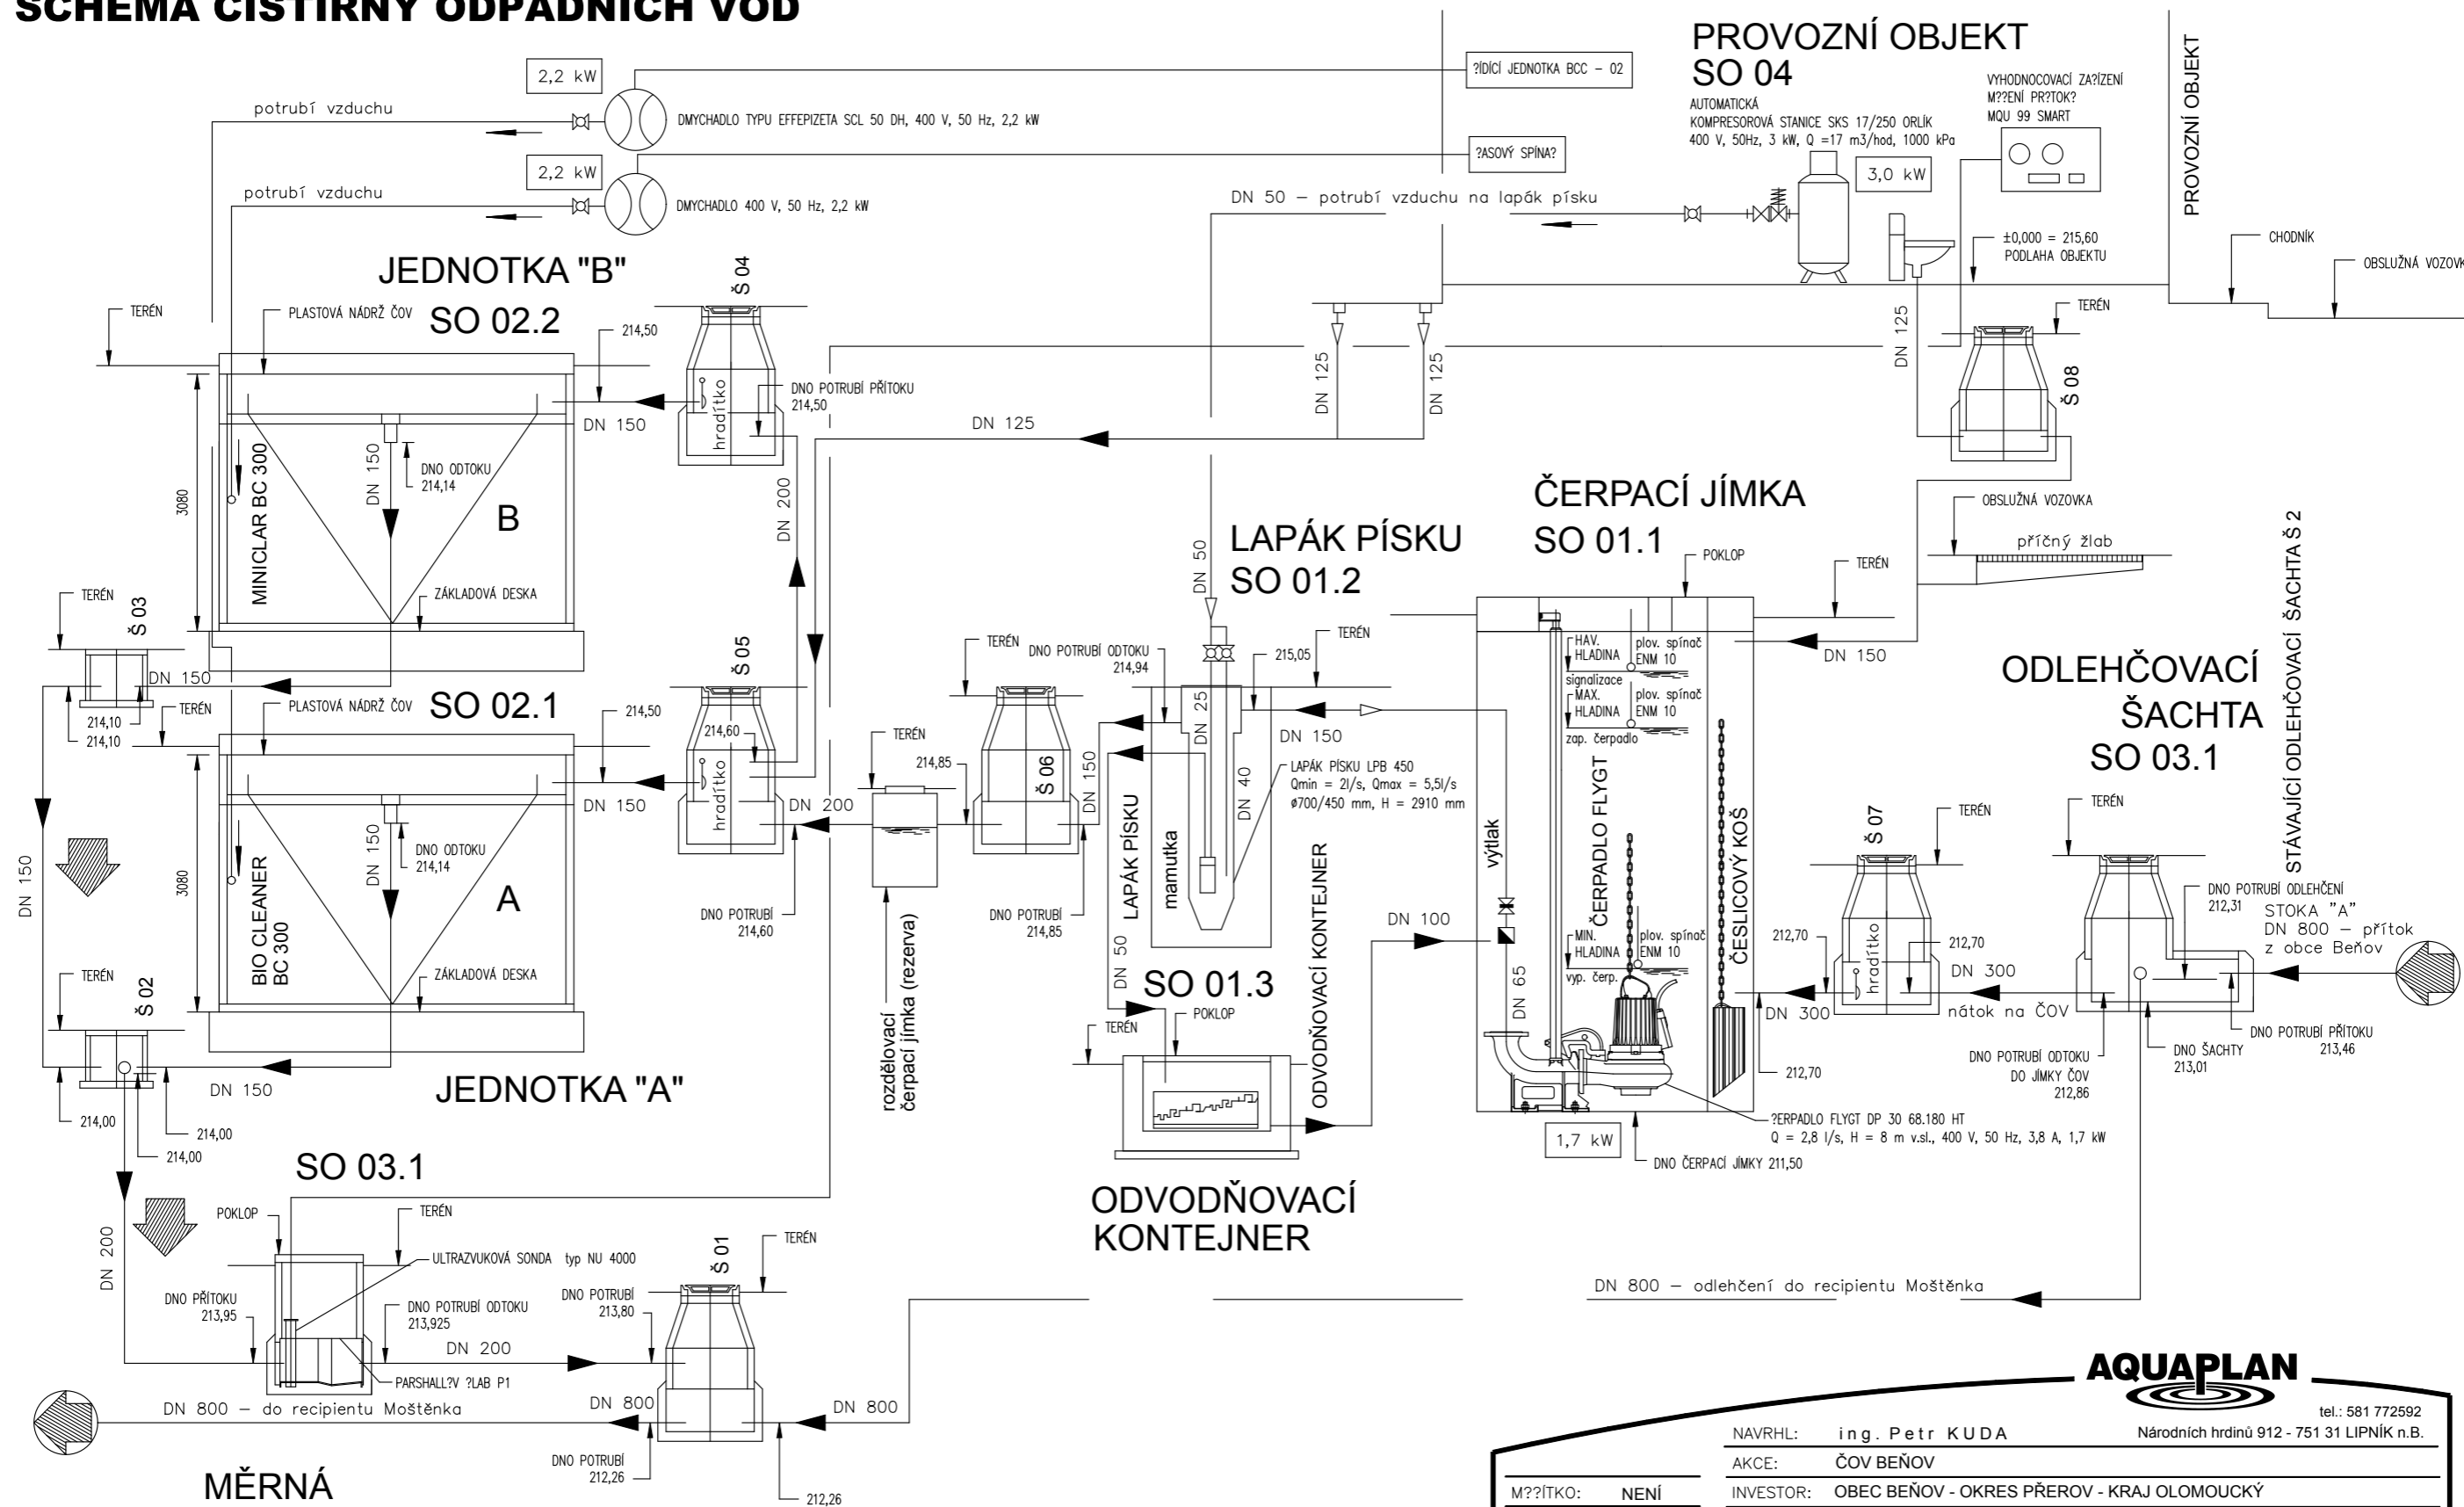 SCHÉMA ČISTÍRNY ODPADNÍCH VOD
2,2 kW
potrubí vzduchu
DMYCHADLO TYPU EFFEPIZETA SCL 50 DH, 400 V, 50 Hz, 2,2 kW
?ÍDÍCÍ JEDNOTKA BCC - 02
2,2 kW
potrubí vzduchu
DMYCHADLO 400 V, 50 Hz, 2,2 kW
?ASOVÝ SPÍNA?
PROVOZNÍ OBJEKT
SO 04
AUTOMATICKÁ
KOMPRESOROVÁ STANICE SKS 17/250 ORLÍK
400 V, 50Hz, 3 kW, Q =17 m3/hod, 1000 kPa
3,0 kW
VYHODNOCOVACÍ ZA?ÍZENÍ
M??ENÍ PR?TOK?
MQU 99 SMART
PROVOZNÍ OBJEKT
DN 50 - potrubí vzduchu na lapák písku
±0,000 = 215,60
PODLAHA OBJEKTU
CHODNÍK
OBSLUŽNÁ VOZOVK
JEDNOTKA "B"
SO 02.2
TERÉN
PLASTOVÁ NÁDRŽ ČOV
214,50
Š 04
DN 150
hradítko
DNO POTRUBÍ PŘÍTOKU
214,50
DN 125
DN 125
DN 125
DN 125
TERÉN
Š 08
3080
MINICLAR BC 300
DN 150
DNO ODTOKU
214,14
B
ZÁKLADOVÁ DESKA
DN 200
DN 50
LAPÁK PÍSKU
SO 01.2
ČERPACÍ JÍMKA
SO 01.1
POKLOP
TERÉN
OBSLUŽNÁ VOZOVKA
příčný žlab
STÁVAJÍCÍ ODLEHČOVACÍ ŠACHTA Š 2
TERÉN
Š 03
DN 150
214,10
214,10
TERÉN
PLASTOVÁ NÁDRŽ ČOV
SO 02.1
214,50
Š 05
214,60
hradítko
DN 150
DN 200
TERÉN
214,85
TERÉN
Š 06
DNO POTRUBÍ ODTOKU
214,94
215,05
TERÉN
DN 25
DN 150
DN 150
DN 40
LAPÁK PÍSKU LPB 450
Qmin = 2l/s, Qmax = 5,5l/s
ø700/450 mm, H = 2910 mm
HAV.
HLADINA
plov. spínač
ENM 10
signalizace
MAX.
HLADINA
plov. spínač
ENM 10
zap. čerpadlo
DN 150
ODLEHČOVACÍ
ŠACHTA
SO 03.1
TERÉN
Š 07
TERÉN
3080
BIO CLEANER
BC 300
DN 150
DNO ODTOKU
214,14
A
ZÁKLADOVÁ DESKA
DN 150
DNO POTRUBÍ
214,60
rozdělovací
čerpací jímka (rezerva)
DNO POTRUBÍ
214,85
LAPÁK PÍSKU
mamutka
DN 50
ODVODŇOVACÍ KONTEJNER
DN 100
výtlak
DN 65
ČERPADLO FLYGT
ČESLICOVÝ KOŠ
MIN.
HLADINA
plov. spínač
ENM 10
vyp. čerp.
212,70
hradítko
212,70
DN 300
DN 300
nátok na ČOV
212,70
DNO POTRUBÍ ODLEHČENÍ
212,31
STOKA "A"
DN 800 - přítok
z obce Beňov
DNO POTRUBÍ PŘÍTOKU
213,46
DNO ŠACHTY
213,01
DNO POTRUBÍ ODTOKU
DO JÍMKY ČOV
212,86
TERÉN
Š 02
DN 150
214,00
214,00
214,00
JEDNOTKA "A"
SO 01.3
POKLOP
TERÉN
ODVODŇOVACÍ
KONTEJNER
1,7 kW
?ERPADLO FLYGT DP 30 68.180 HT
Q = 2,8 l/s, H = 8 m v.sl., 400 V, 50 Hz, 3,8 A, 1,7 kW
DNO ČERPACÍ JÍMKY 211,50
SO 03.1
DN 200
POKLOP
TERÉN
ULTRAZVUKOVÁ SONDA typ NU 4000
DNO PŘÍTOKU
213,95
DNO POTRUBÍ ODTOKU
213,925
DN 200
PARSHALL?V ?LAB P1
DNO POTRUBÍ
213,80
Š 01
TERÉN
DN 800 - odlehčení do recipientu Moštěnka
DN 800 - do recipientu Moštěnka
DN 800
DN 800
DNO POTRUBÍ
212,26
212,26
MĚRNÁ
AQUAPLAN
tel.: 581 772592
NAVRHL: ing. Petr KUDA
Národních hrdinů 912 - 751 31 LIPNÍK n.B.
AKCE: ČOV BEŇOV
M??ÍTKO: NENÍ
INVESTOR: OBEC BEŇOV - OKRES PŘEROV - KRAJ OLOMOUCKÝ